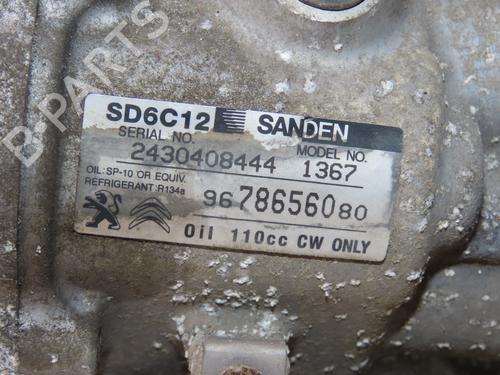 B-PARTS
SD6C12 SANDEN
SERIAL NO. MODEL NO.
2430408444 1367
OIL:SP-10 OR EQUIV.
REFRIGERANT:R134a
9678656080
Oil 110cc CW ONLY